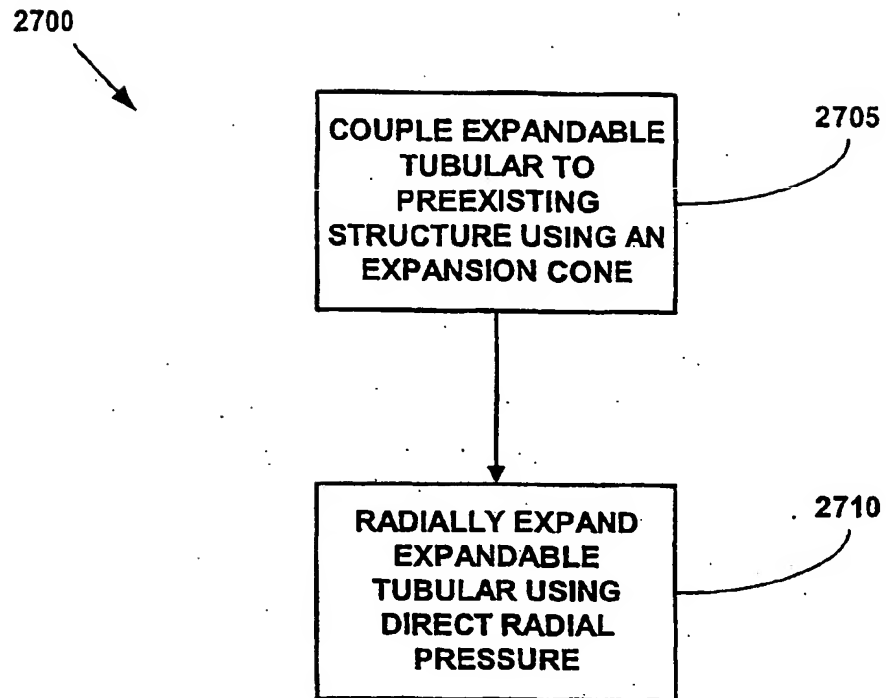 2700
COUPLE EXPANDABLE
TUBULAR TO
PREEXISTING
STRUCTURE USING AN
EXPANSION CONE
2705
RADIALLY EXPAND
EXPANDABLE
TUBULAR USING
DIRECT RADIAL
PRESSURE
2710